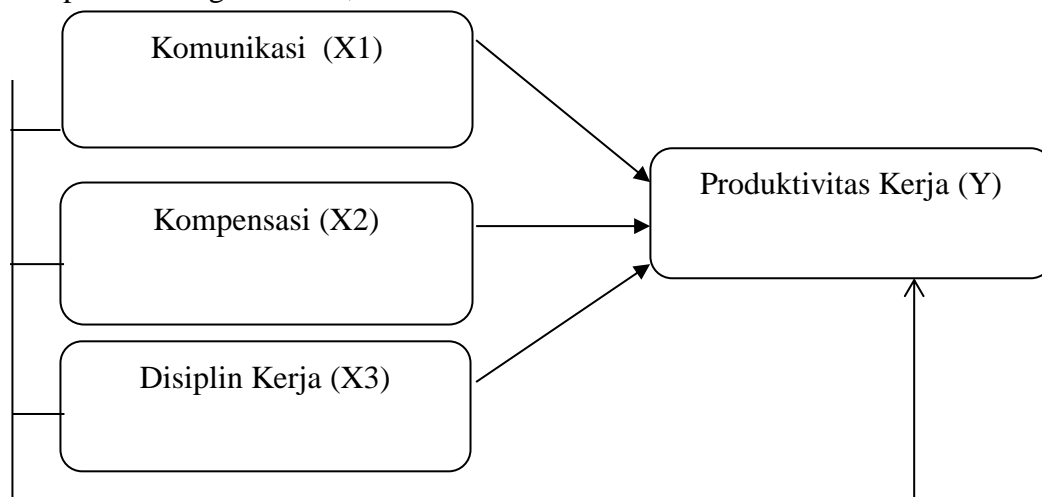 Komunikasi (X1)
Produktivitas Kerja (Y)
Kompensasi (X2)
Disiplin Kerja (X3)